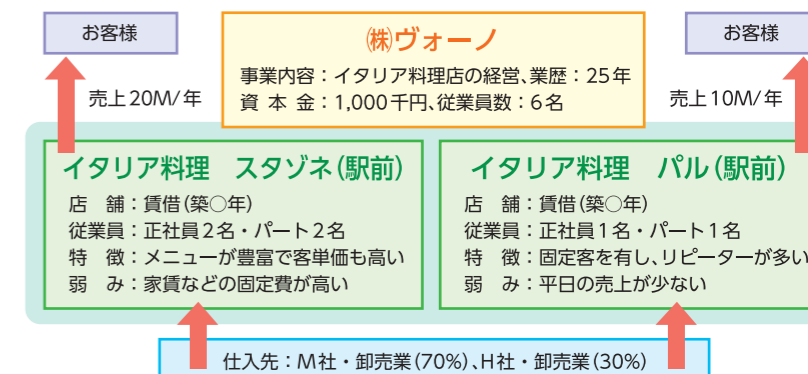 お客様
㈱ヴォーノ
事業内容：イタリア料理店の経営、業歴：25年
資 本 金：1,000千円、従業員数：6名
お客様
売上20M/年
売上10M/年
イタリア料理　スタゾネ（駅前）
店　舗：賃借（築○年）
従業員：正社員2名・パート2名
特　徴：メニューが豊富で客単価も高い
弱　み：家賃などの固定費が高い
イタリア料理　パル（駅前）
店　舗：賃借（築○年）
従業員：正社員1名・パート1名
特　徴：固定客を有し、リピーターが多い
弱　み：平日の売上が少ない
仕入先：M社・卸売業（70%）、H社・卸売業（30%）